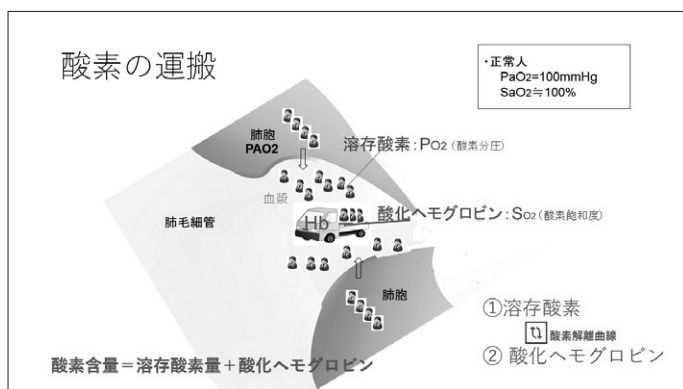 酸素の運搬
・正常人
PaO2=100mmHg
SaO2≒100%
肺胞
PAO2
溶存酸素：PO2（酸素分圧）
血漿
肺毛細管
Hb
酸化ヘモグロビン：SO2（酸素飽和度）
肺胞
①溶存酸素
酸素解離曲線
② 酸化ヘモグロビン
酸素含量＝溶存酸素量＋酸化ヘモグロビン